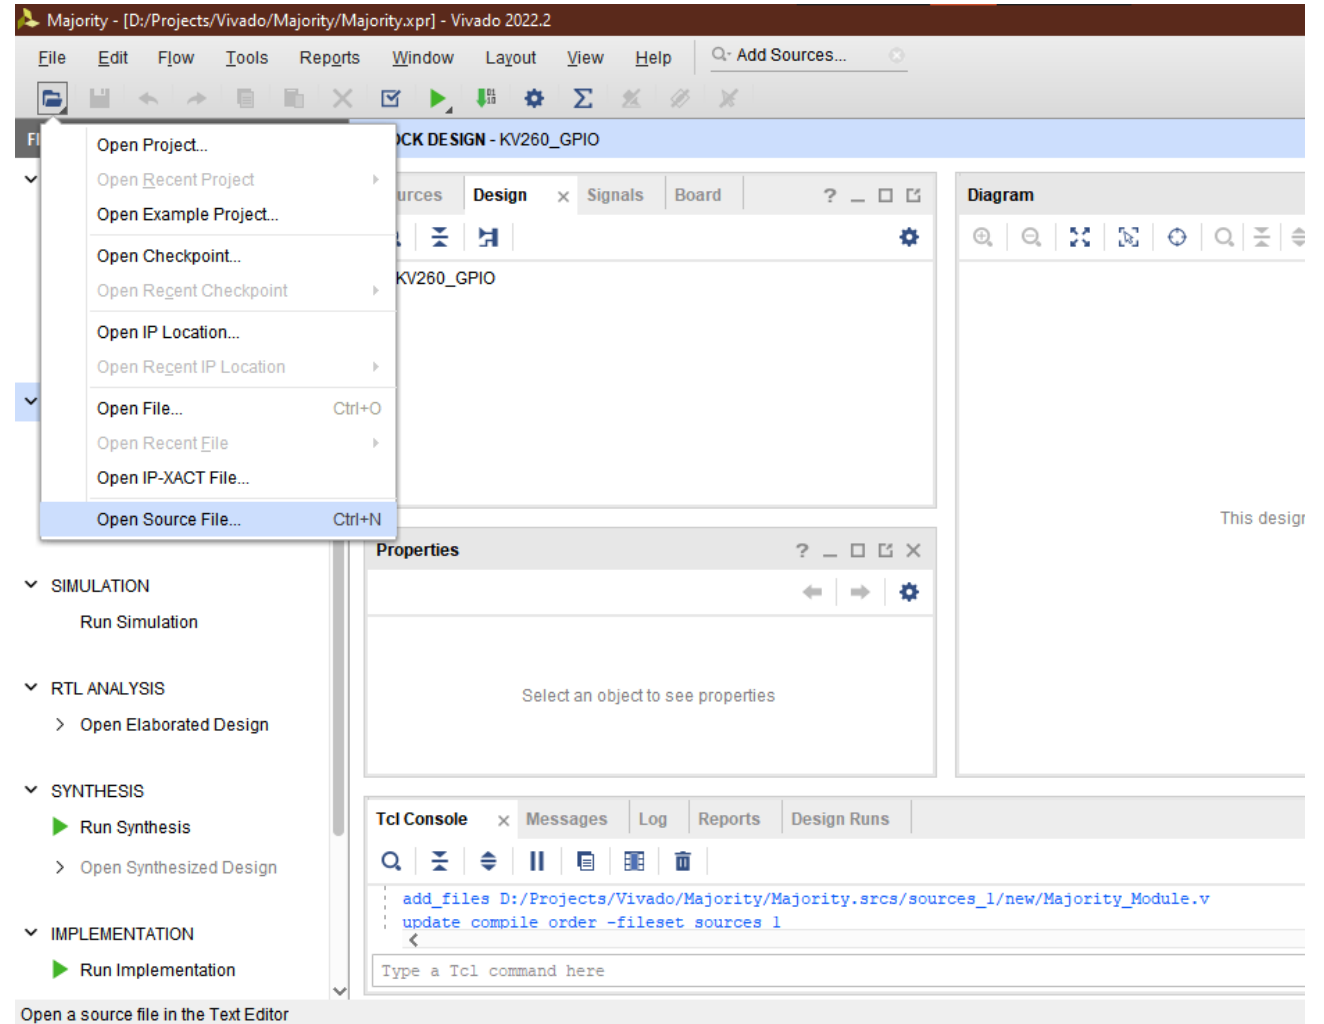 Majority - [D:/Projects/Vivado/Majority/Majority.xpr] - Vivado 2022.2
File Edit Flow Tools Reports Window Layout View Help Add Sources...
Open Project...
Open Recent Project
Open Example Project...
Open Checkpoint...
Open Recent Checkpoint
Open IP Location...
Open Recent IP Location
Open File... Ctrl+O
Open Recent File
Open IP-XACT File...
Open Source File... Ctrl+N
SIMULATION
Run Simulation
RTL ANALYSIS
Open Elaborated Design
SYNTHESIS
Run Synthesis
Open Synthesized Design
IMPLEMENTATION
Run Implementation
DESIGN - KV260_GPIO
Design Signals Board
KV260_GPIO
Properties
Select an object to see properties
Diagram
This
Tcl Console Messages Log Reports Design Runs
add_files D:/Projects/Vivado/Majority/Majority.srcs/sources_1/new/Majority_Module.v
update_compile_order -fileset sources_1
Type a Tcl command here
Open a source file in the Text Editor